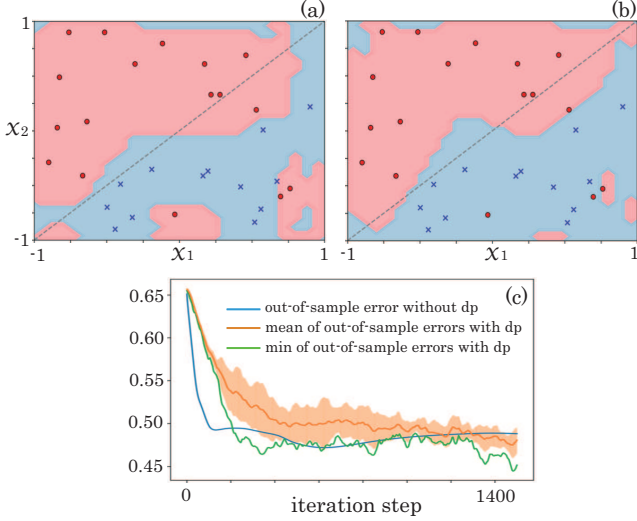 (a)
(b)
1
1
x₂
-1
-1
-1
x₁
1
-1
x₁
1
(c)
0.65
0.60
0.55
0.50
0.45
out-of-sample error without dp
mean of out-of-sample errors with dp
min of out-of-sample errors with dp
0
1400
iteration step